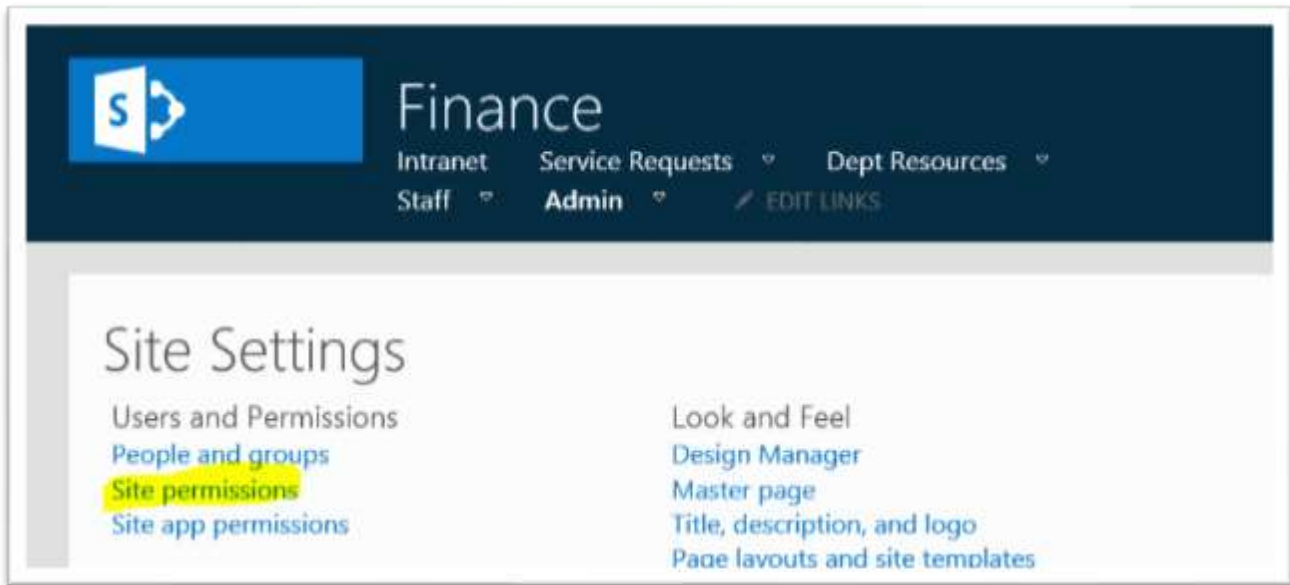 S
Finance
Intranet Service Requests Dept Resources
Staff Admin EDIT LINKS
Site Settings
Users and Permissions
People and groups
Site permissions
Site app permissions
Look and Feel
Design Manager
Master page
Title, description, and logo
Page layouts and site templates